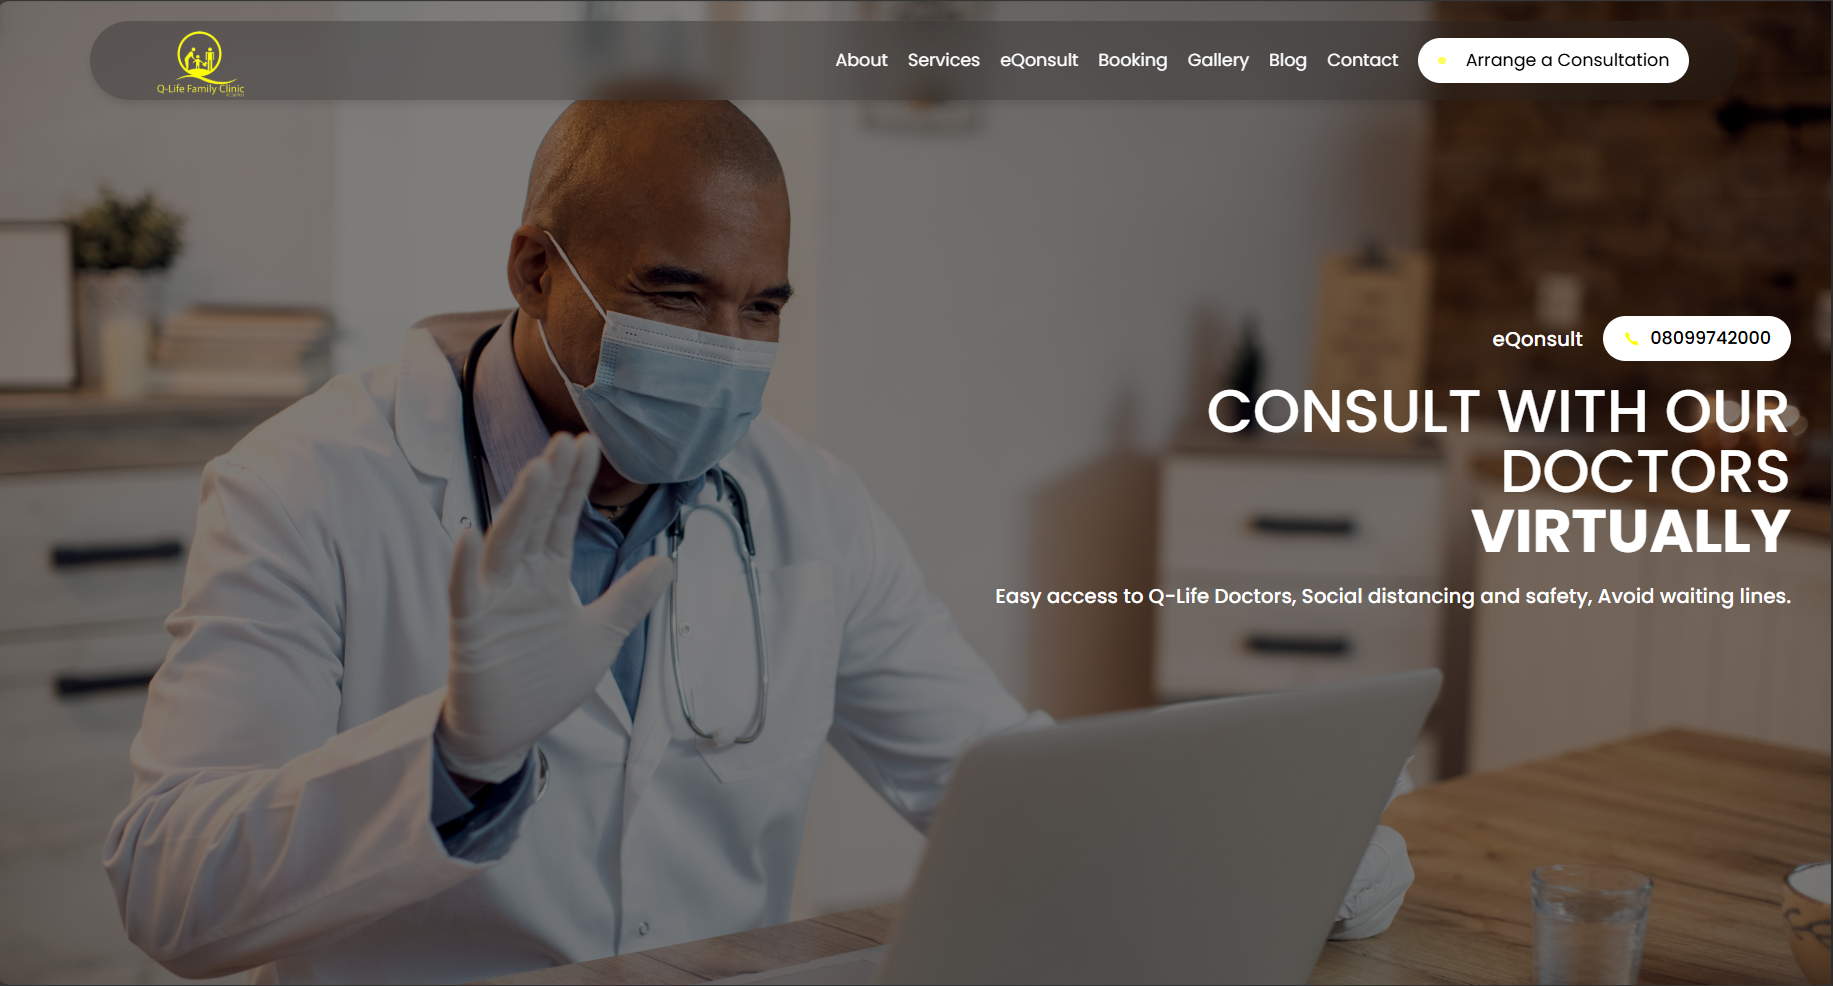 Q-Life Family Clinic
About Services eQonsult Booking Gallery Blog Contact Arrange a Consultation
eQonsult 08099742000
CONSULT WITH OUR
DOCTORS
VIRTUALLY
Easy access to Q-Life Doctors, Social distancing and safety, Avoid waiting lines.